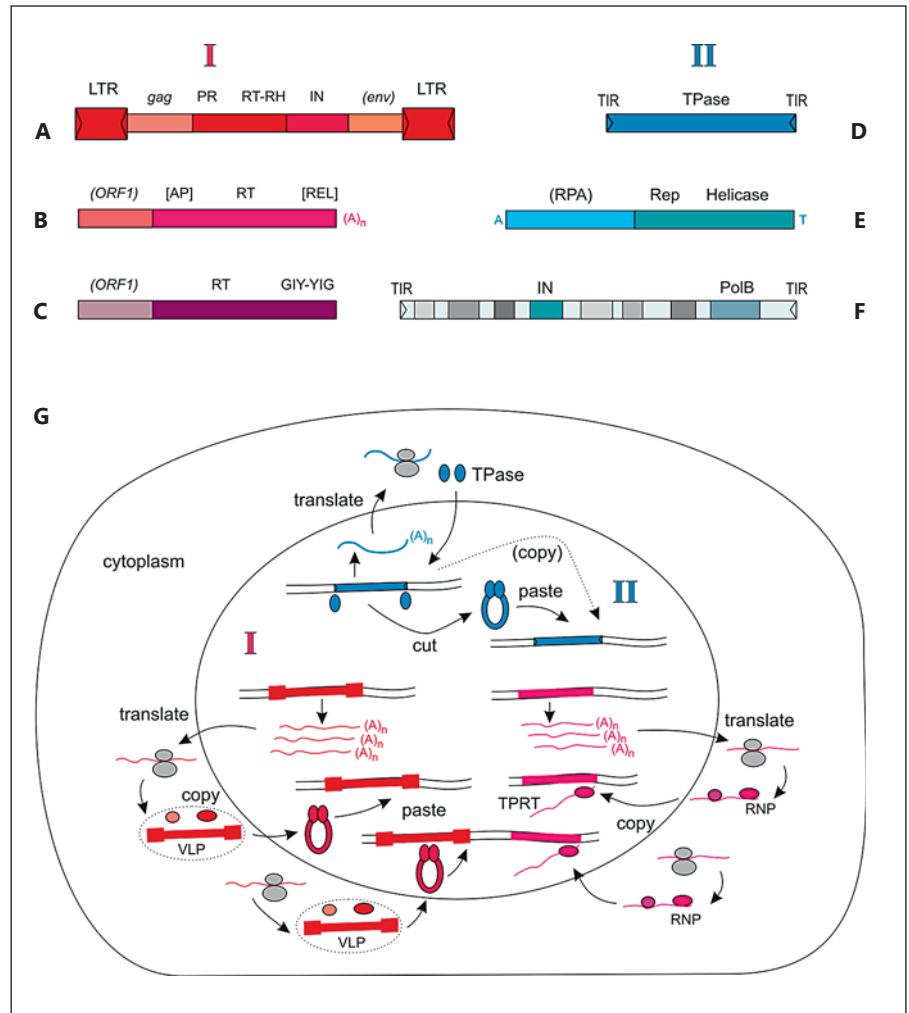 I II
LTR gag PR RT-RH IN (env) LTR
A
TIR TPase TIR
D
(ORF1) [AP] RT [REL]
B (A)n
(RPA) Rep Helicase
A T E
(ORF1) RT GIY-YIG
C
TIR IN PolB TIR
F
G
TPase
translate
(A)n
cytoplasm
(copy)
paste
II
cut
I
translate
(A)n
(A)n
(A)n
(A)n
(A)n
(A)n
translate
copy
VLP
paste
TPRT
copy
RNP
VLP
RNP